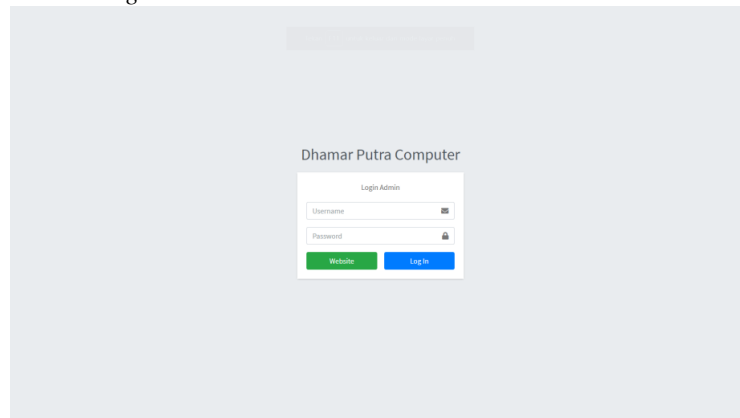 Dhamar Putra Computer
Login Admin
Username
Password
Website
Log In